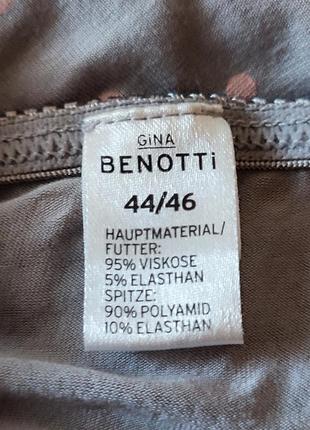 GiNA
BENOTTi
44/46
HAUPTMATERIAL/
FUTTER:
95% VISKOSE
5% ELASTHAN
SPITZE:
90% POLYAMID
10% ELASTHAN